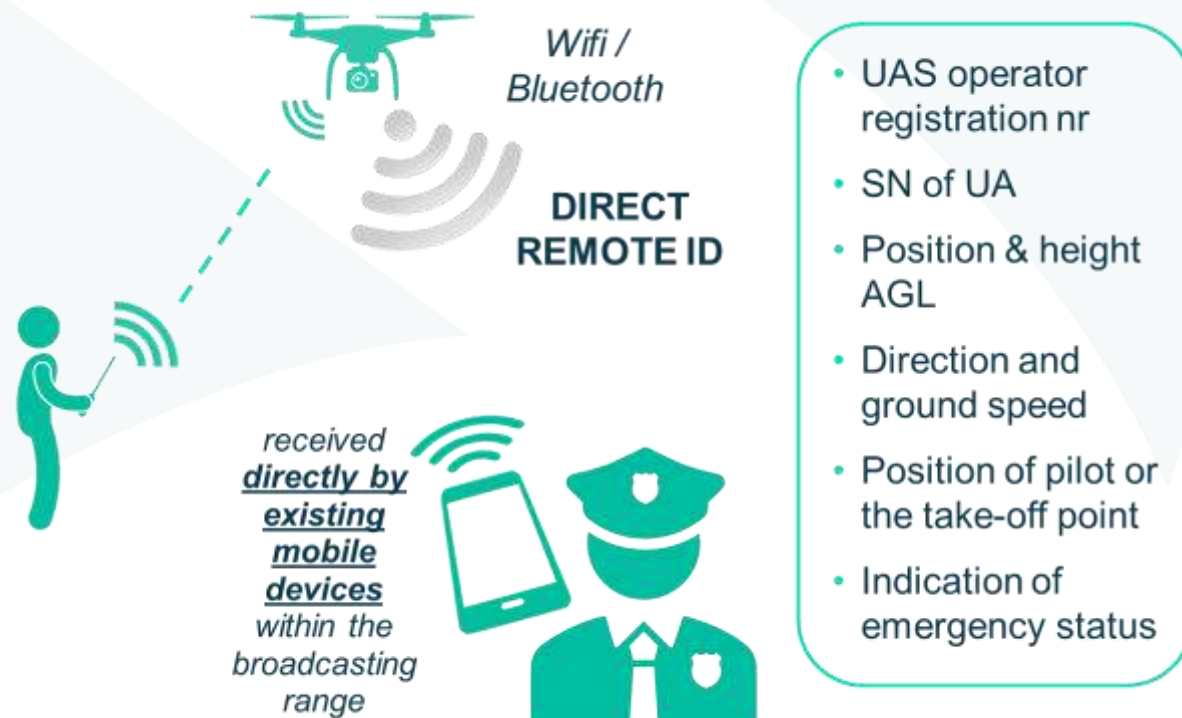 Wifi /
Bluetooth
DIRECT
REMOTE ID
received
directly by
existing
mobile
devices
within the
broadcasting
range
• UAS operator
registration nr
• SN of UA
• Position & height
AGL
• Direction and
ground speed
• Position of pilot or
the take-off point
• Indication of
emergency status